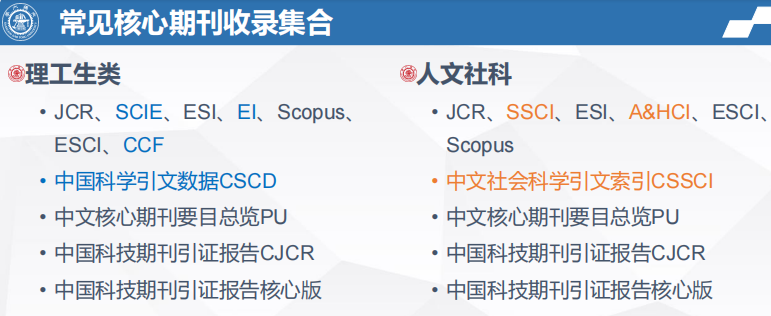 常见核心期刊收录集合
理工生类
• JCR、SCIE、ESI、EI、Scopus、
ESCI、CCF
• 中国科学引文数据CSCD
• 中文核心期刊要目总览PU
• 中国科技期刊引证报告CJCR
• 中国科技期刊引证报告核心版
人文社科
• JCR、SSCI、ESI、A&HCI、ESCI、
Scopus
• 中文社会科学引文索引CSSCI
• 中文核心期刊要目总览PU
• 中国科技期刊引证报告CJCR
• 中国科技期刊引证报告核心版